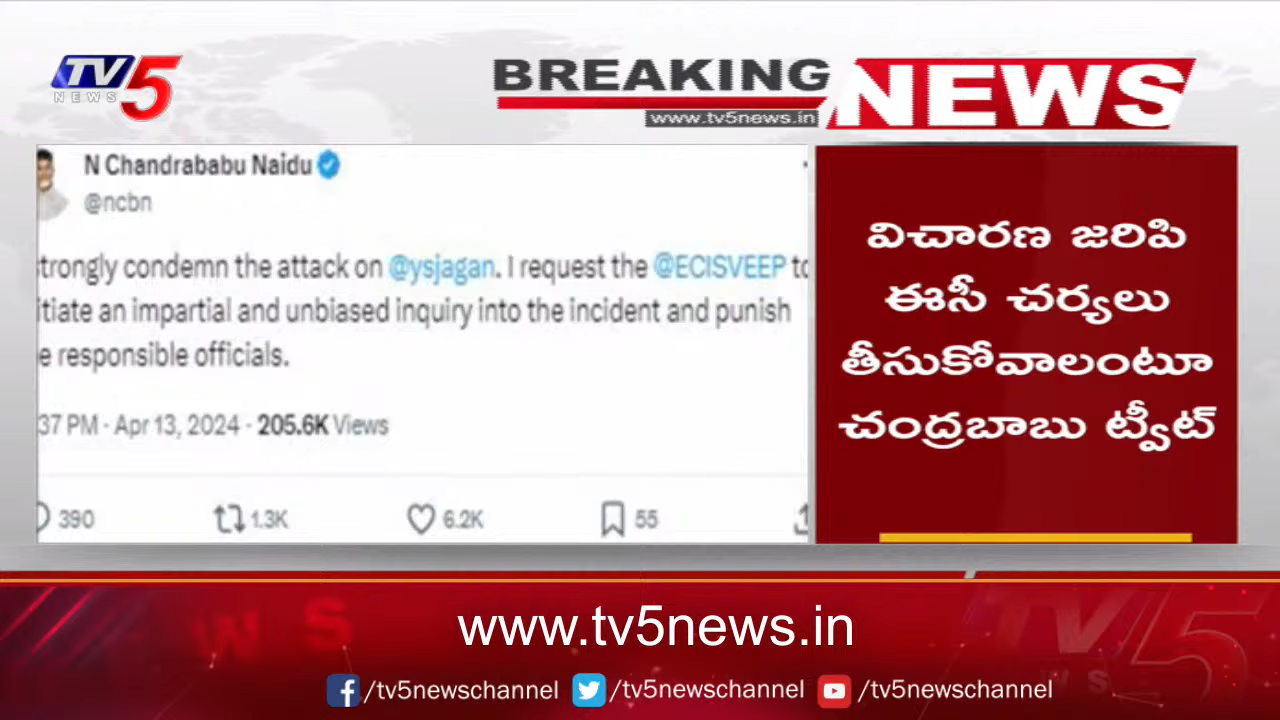 TV5
NEWS
BREAKING NEWS
www.tv5news.in
N Chandrababu Naidu
@ncbn
trongly condemn the attack on @ysjagan. I request the @ECISVEEP to
itiate an impartial and unbiased inquiry into the incident and punish
e responsible officials.
37 PM · Apr 13, 2024 · 205.6K Views
390 1.3K 6.2K 55
విచారణ జరిపి
ఈసీ చర్యలు
తీసుకోవాలంటూ
చంద్రబాబు ట్వీట్
www.tv5news.in
/tv5newschannel /tv5newschannel /tv5newschannel